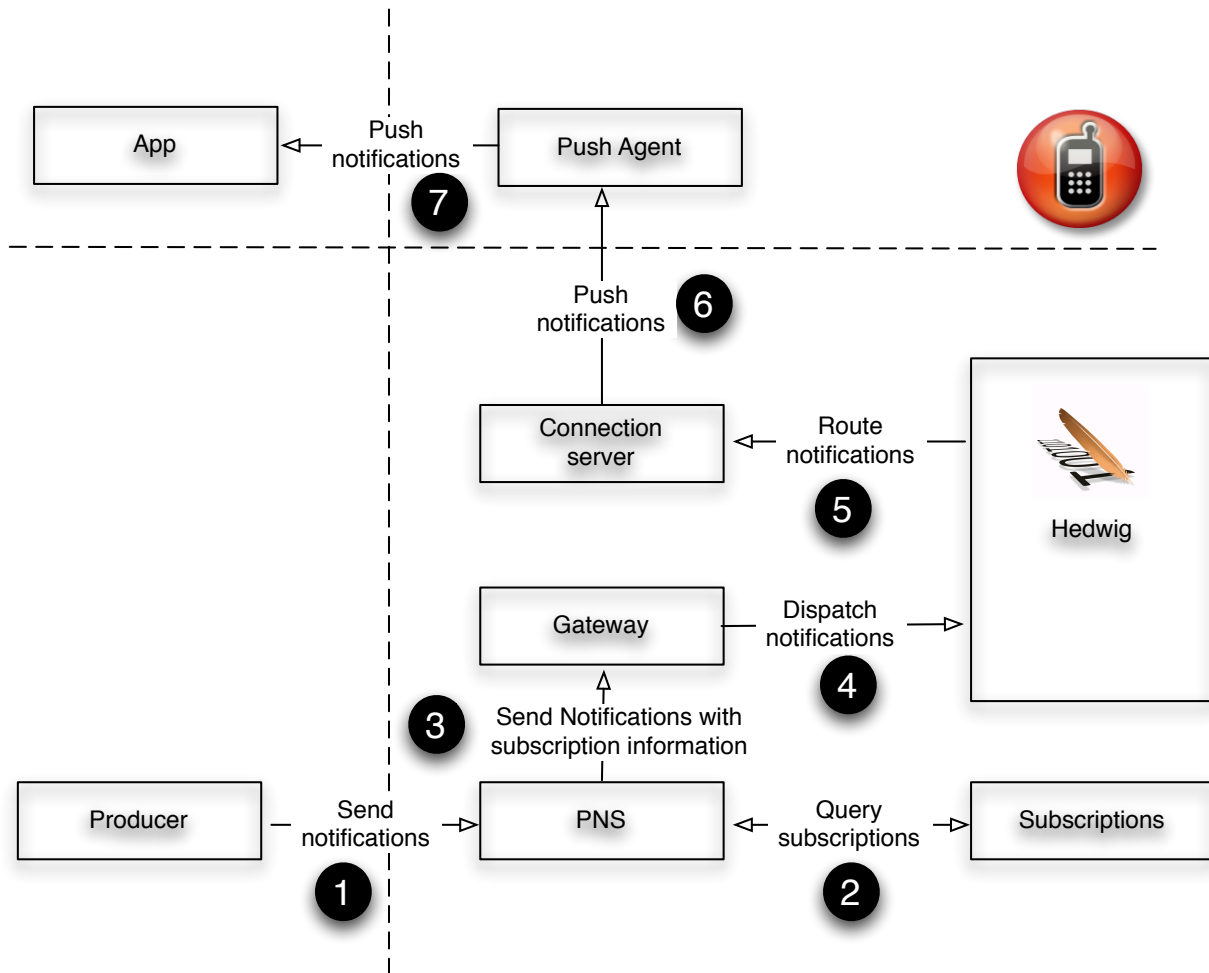 App
Push
notifications
7
Push Agent
Push
notifications
6
Connection
server
Route
notifications
5
Hedwig
Gateway
Dispatch
notifications
4
3
Send Notifications with
subscription information
Producer
Send
notifications
1
PNS
Query
subscriptions
2
Subscriptions